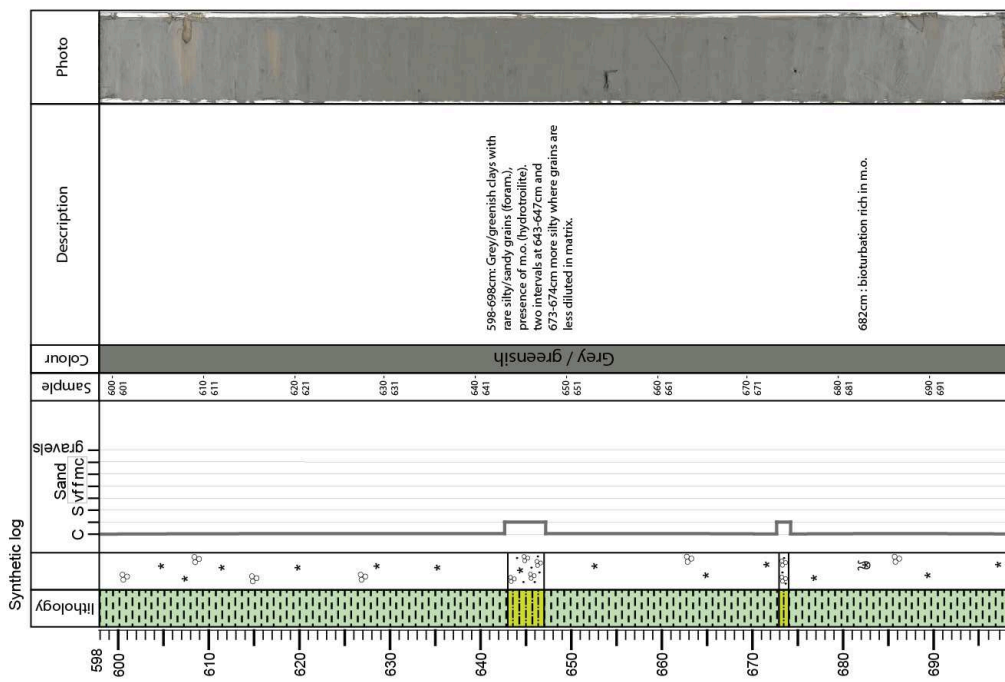 Synthetic log
lithology
C
S
vf
f
m
c
Sand
gravels
Sample
Colour
Description
Photo
598
600
610
620
630
640
650
660
670
680
690
600-
601
610-
611
620-
621
630-
631
640-
641
650-
651
660-
661
670-
671
680-
681
690-
691
Grey / greensih
598-698cm: Grey/greenish clays with
rare silty/sandy grains (foram.),
presence of m.o. (hydrotroilite).
two intervals at 643-647cm and
673-674cm more silty where grains are
less diluted in matrix.
682cm : bioturbation rich in m.o.